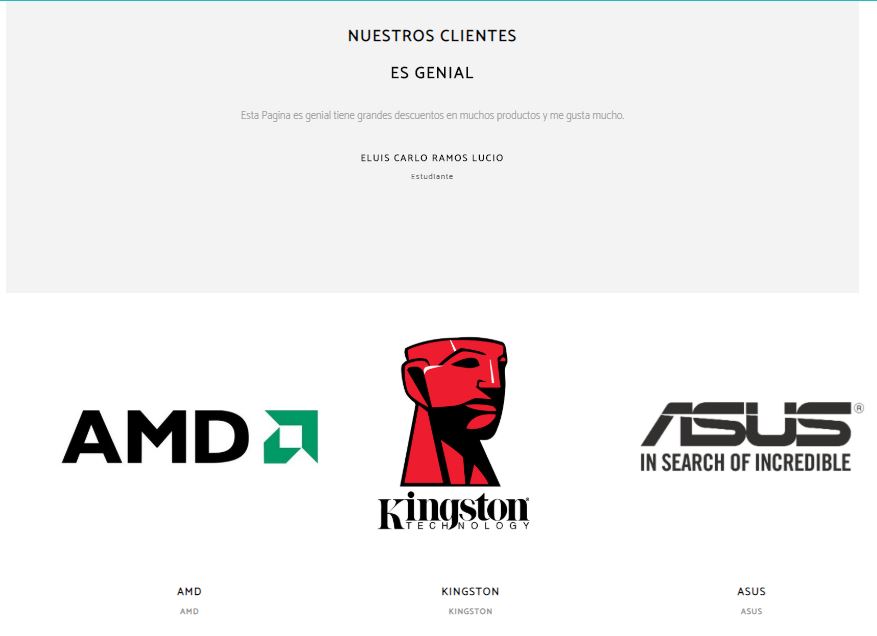 NUESTROS CLIENTES
ES GENIAL
Esta Pagina es genial tiene grandes descuentos en muchos productos y me gusta mucho.
ELUIS CARLO RAMOS LUCIO
Estudiante
AMD
Kingston
TECHNOLOGY
ASUS®
IN SEARCH OF INCREDIBLE
AMD
AMD
KINGSTON
KINGSTON
ASUS
ASUS